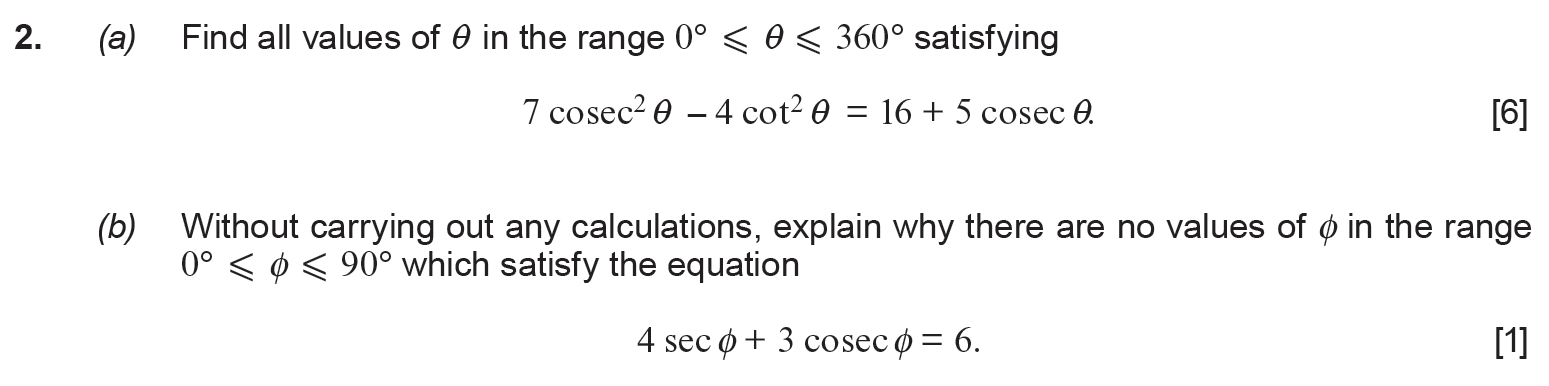 2. (a) Find all values of θ in the range 0° ⩽ θ ⩽ 360° satisfying
7 cosec² θ – 4 cot² θ = 16 + 5 cosec θ. [6]
(b) Without carrying out any calculations, explain why there are no values of ϕ in the range
0° ⩽ ϕ ⩽ 90° which satisfy the equation
4 sec ϕ + 3 cosec ϕ = 6. [1]